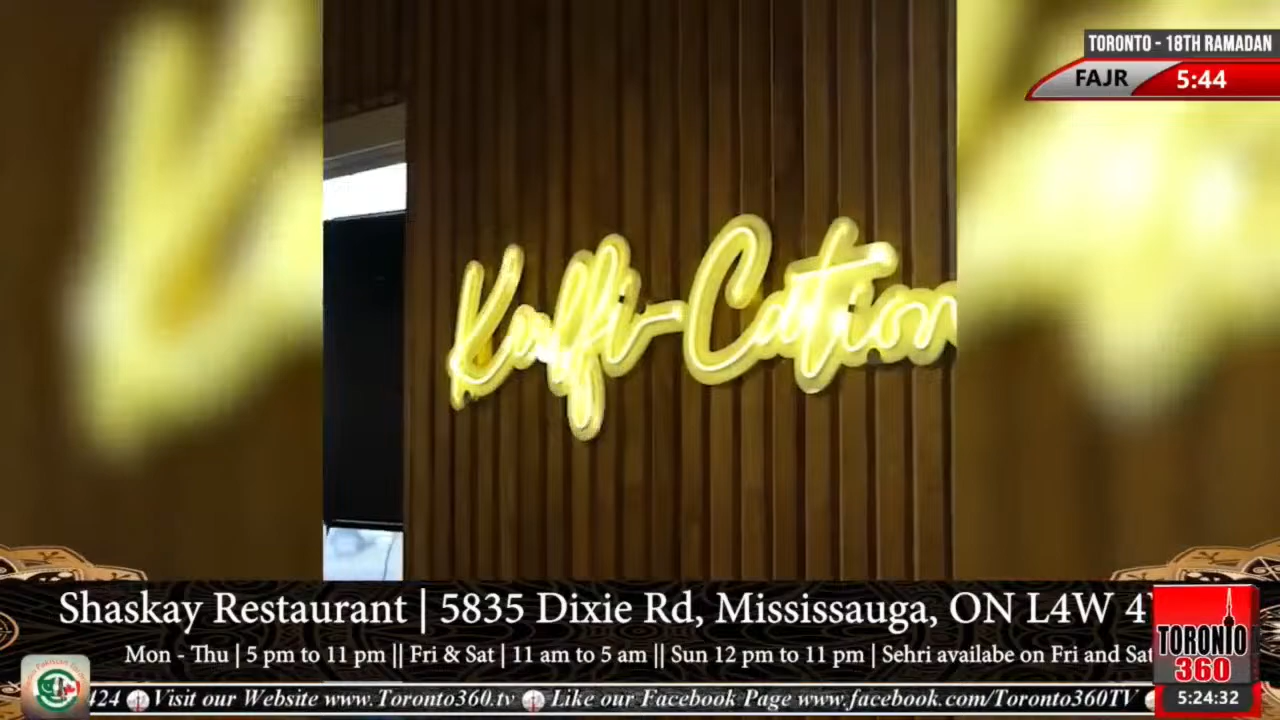 TORONTO - 18TH RAMADAN
FAJR 5:44
Kulfi-Cation
Shaskay Restaurant | 5835 Dixie Rd, Mississauga, ON L4W
Mon - Thu | 5 pm to 11 pm || Fri & Sat | 11 am to 5 am || Sun 12 pm to 11 pm | Sehri availabe on Fri and Sat
TORONTO
360
424 Visit our Website www.Toronto360.tv Like our Facebook Page www.facebook.com/Toronto360TV
5:24:32